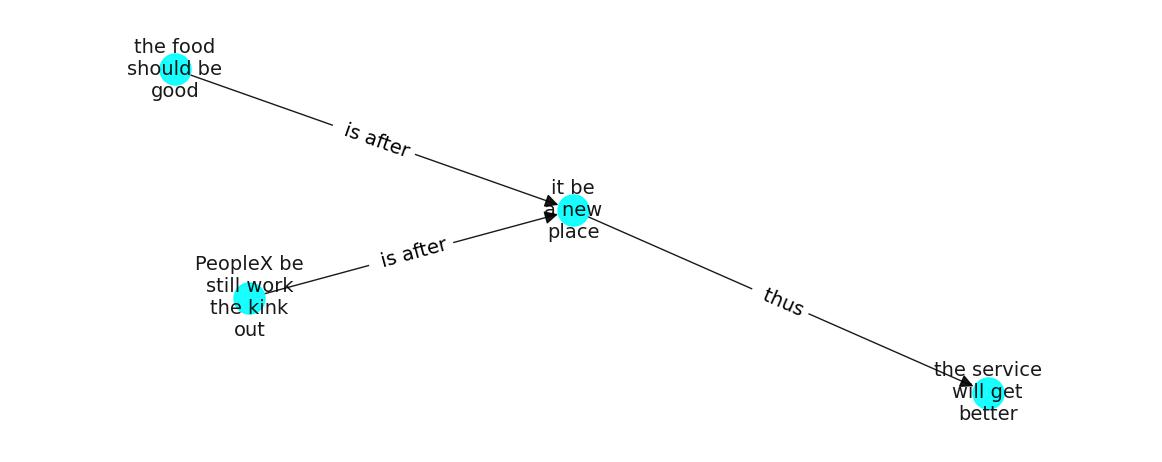 the food
should be
good
is after
it be
a new
place
PeopleX be
still work
the kink
out
is after
thus
the service
will get
better